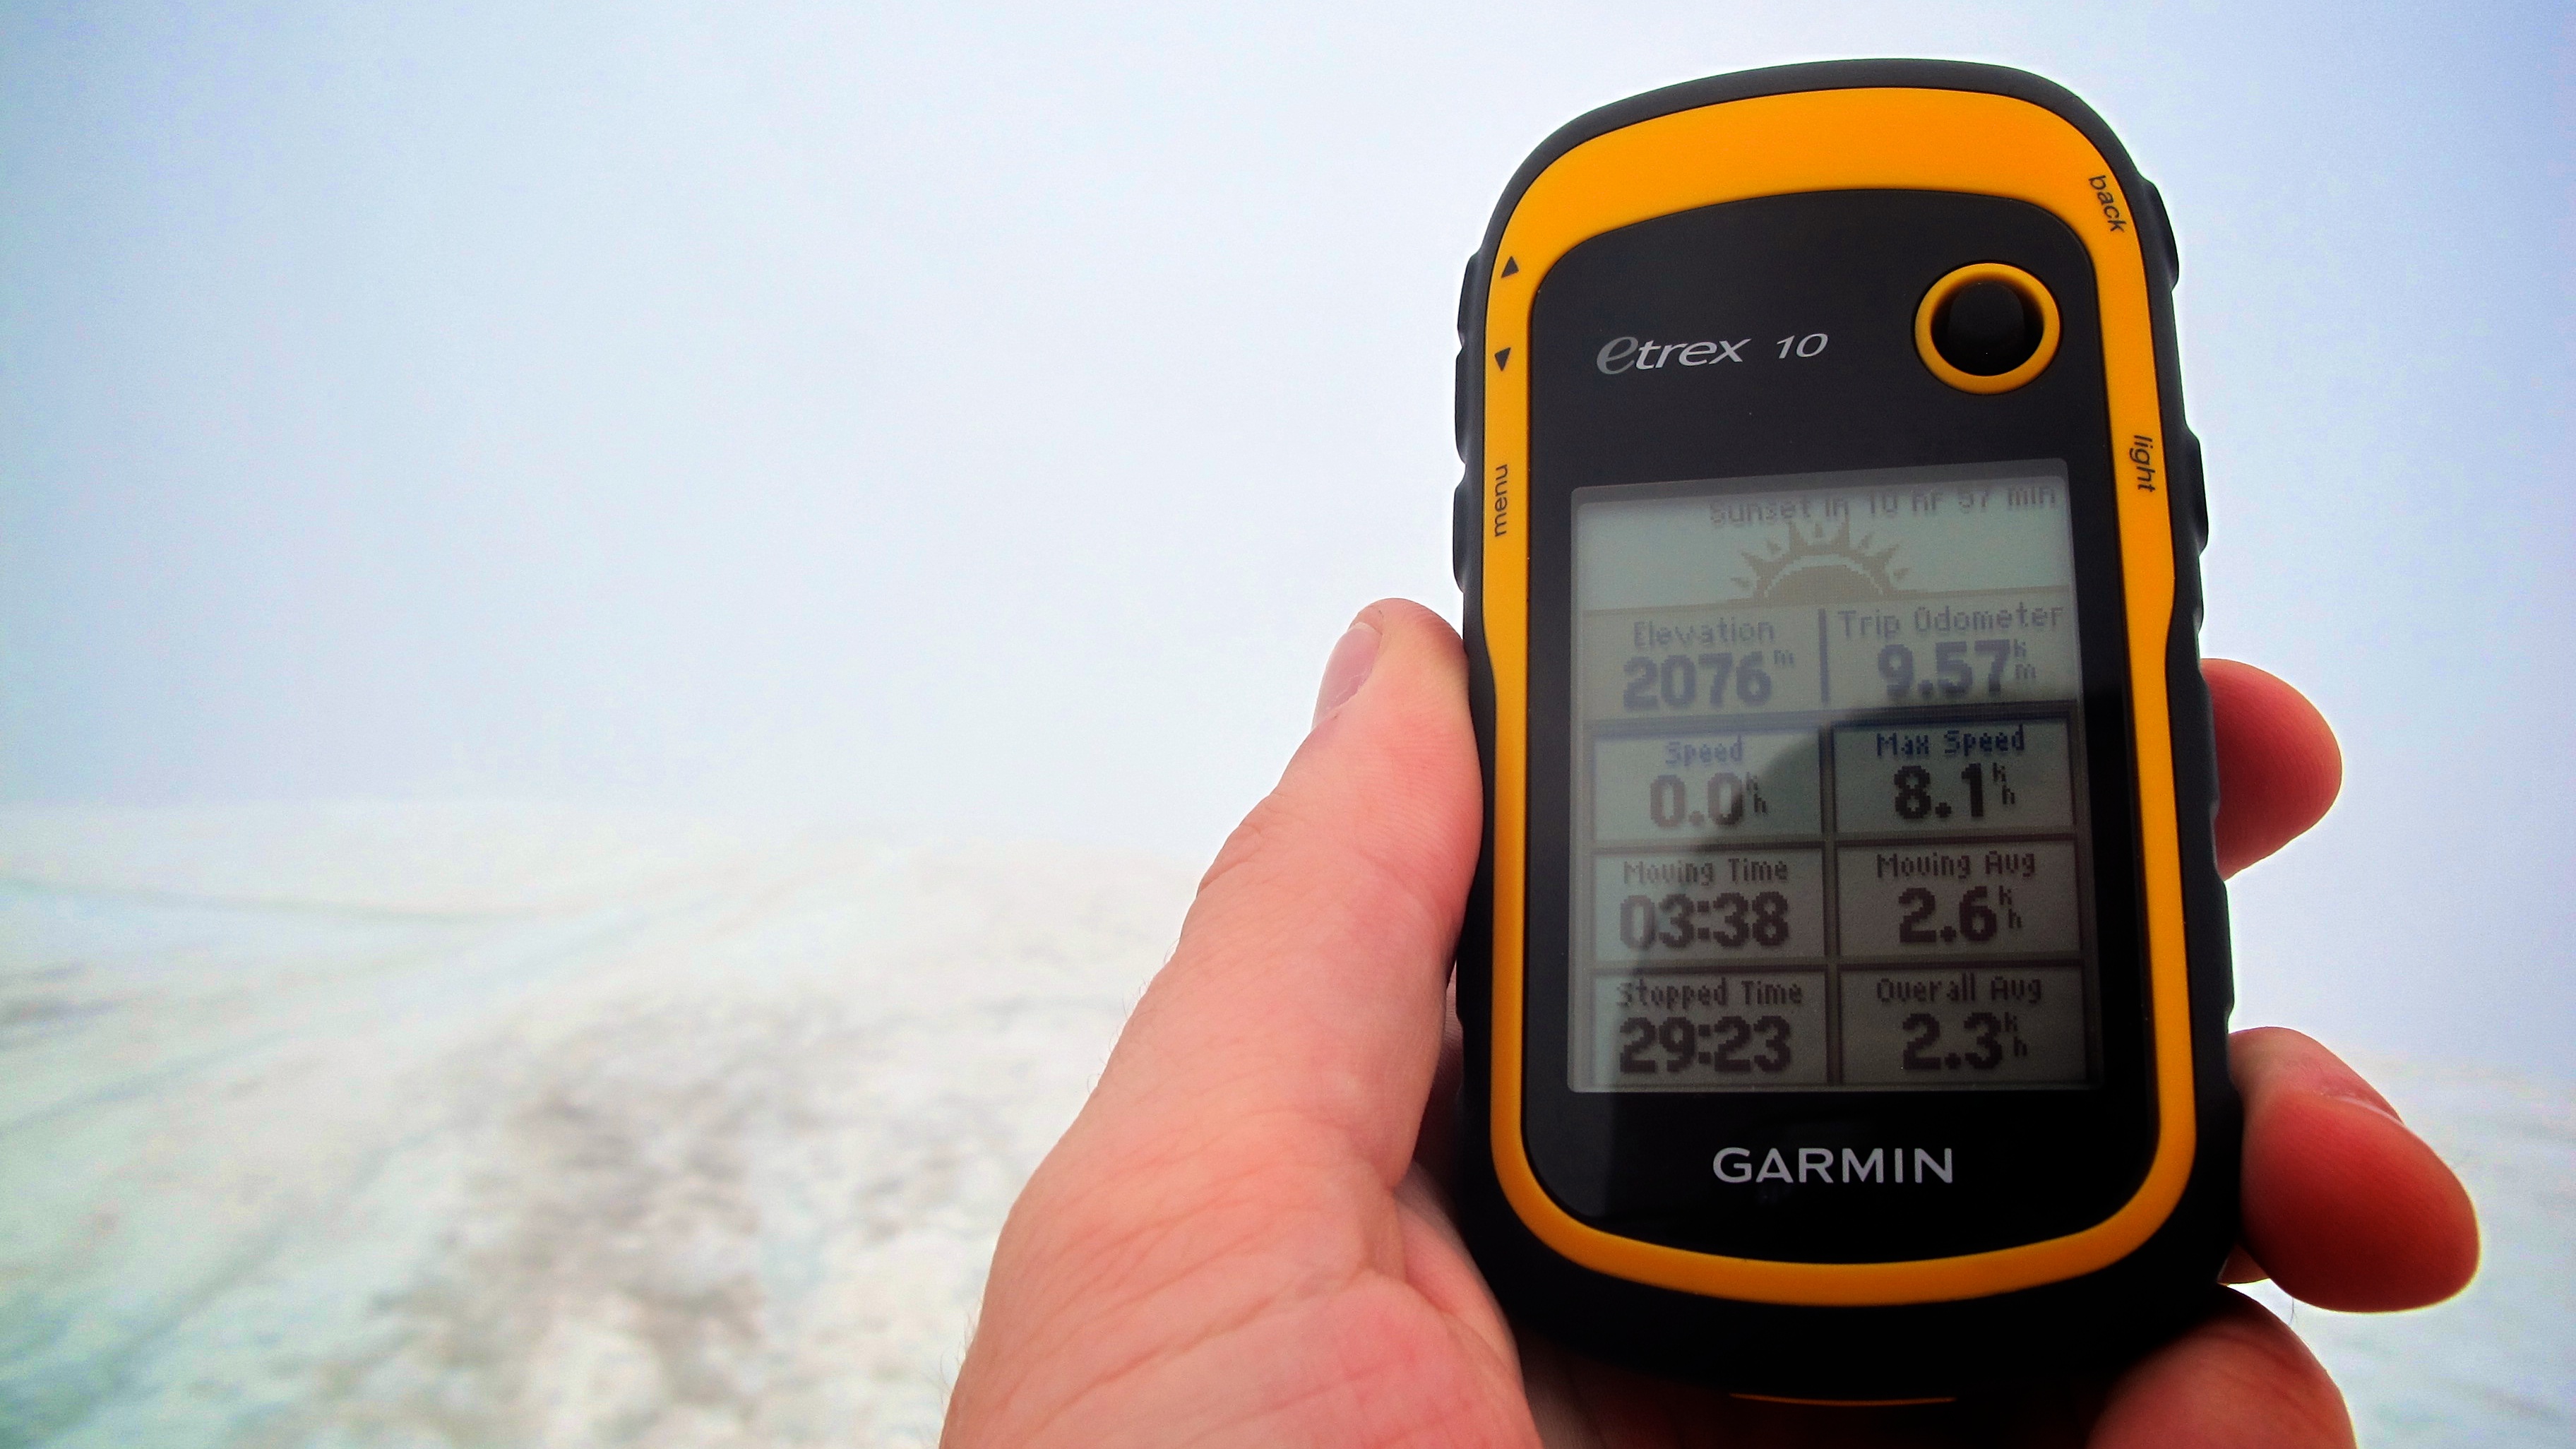 back
etrex 10
light
menu
Sunset in 10 hr 57 min
Elevation
2076 m
Trip Odometer
9.57 km
Speed
0.0 kh
Max Speed
8.1 kh
Moving Time
03:38
Moving Avg
2.6 kh
Stopped Time
29:23
Overall Avg
2.3 kh
GARMIN